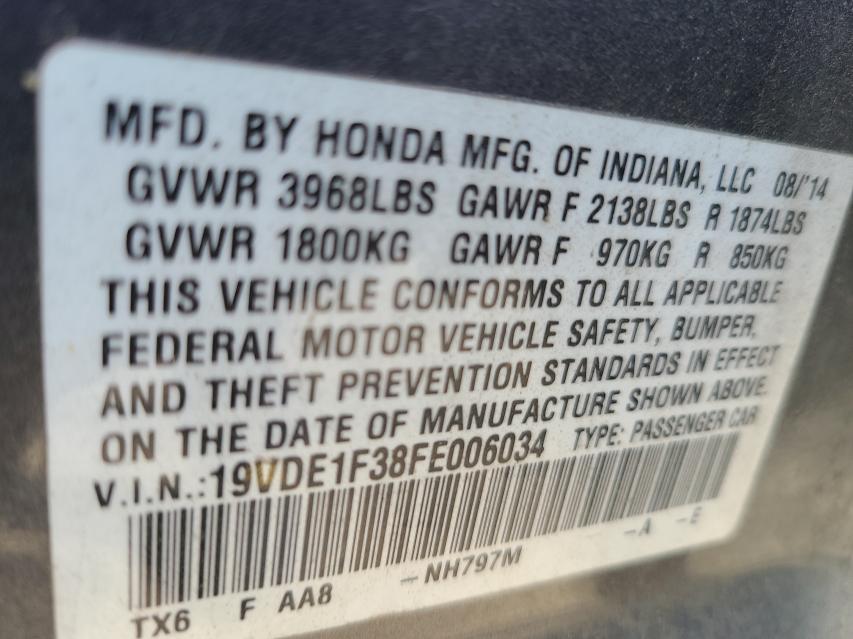 MFD. BY HONDA MFG. OF INDIANA, LLC 08/'14
GVWR 3968LBS GAWR F 2138LBS R 1874LBS
GVWR 1800KG GAWR F 970KG R 850KG
THIS VEHICLE CONFORMS TO ALL APPLICABLE
FEDERAL MOTOR VEHICLE SAFETY, BUMPER,
AND THEFT PREVENTION STANDARDS IN EFFECT
ON THE DATE OF MANUFACTURE SHOWN ABOVE.
V.I.N.:19VDE1F38FE006034 TYPE: PASSENGER CAR
TX6 F AA8 -NH797M -A